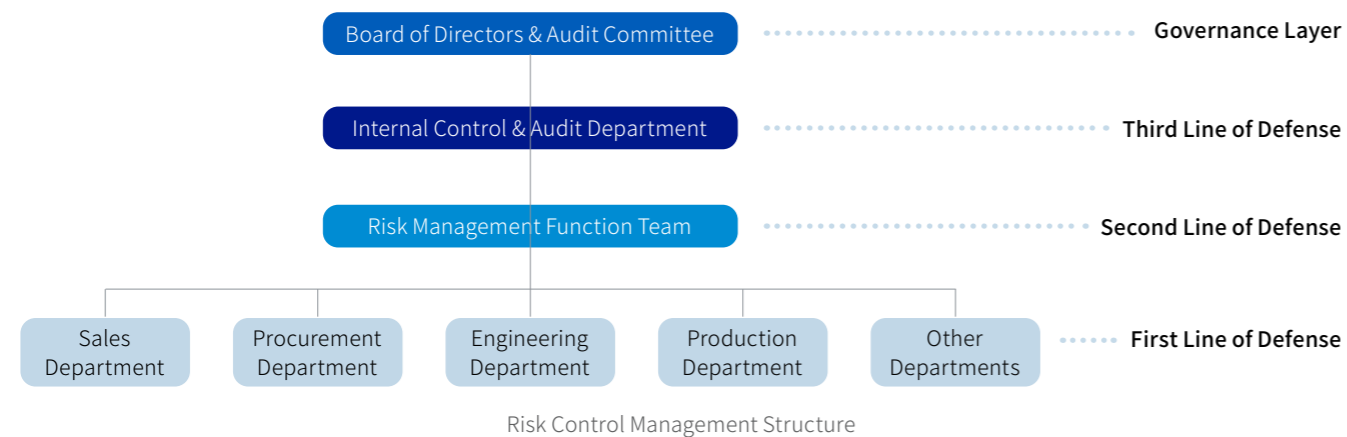 Board of Directors & Audit Committee
Governance Layer
Internal Control & Audit Department
Third Line of Defense
Risk Management Function Team
Second Line of Defense
Sales
Department
Procurement
Department
Engineering
Department
Production
Department
Other
Departments
First Line of Defense
Risk Control Management Structure